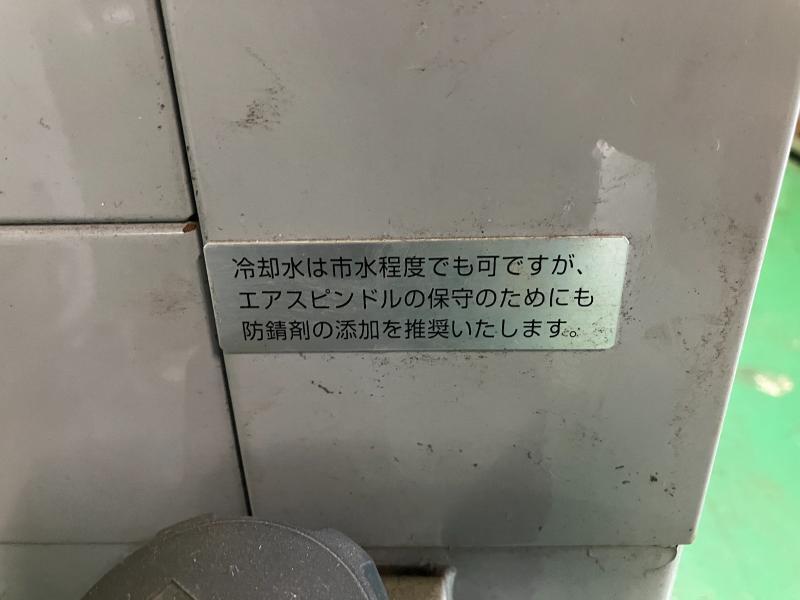 冷却水は市水程度でも可ですが、
エアスピンドルの保守のためにも
防錆剤の添加を推奨いたします。